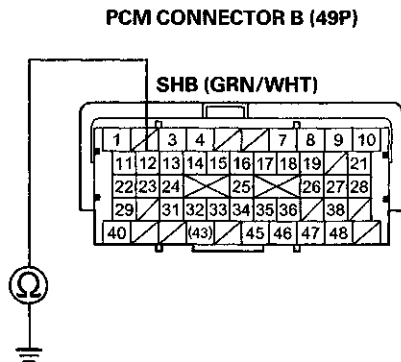 PCM CONNECTOR B (49P)
SHB (GRN/WHT)
1 3 4 7 8 9 10
11 12 13 14 15 16 17 18 19 21
22 23 24 25 26 27 28
29 31 32 33 34 35 36 38
40 (43) 45 46 47 48
Ω